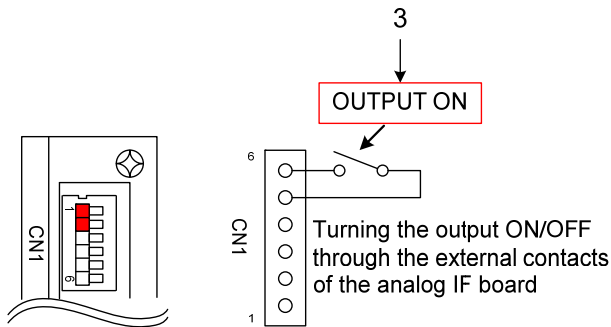 3
OUTPUT ON
6
CN1
1
Turning the output ON/OFF
through the external contacts
of the analog IF board
CN1
1
6